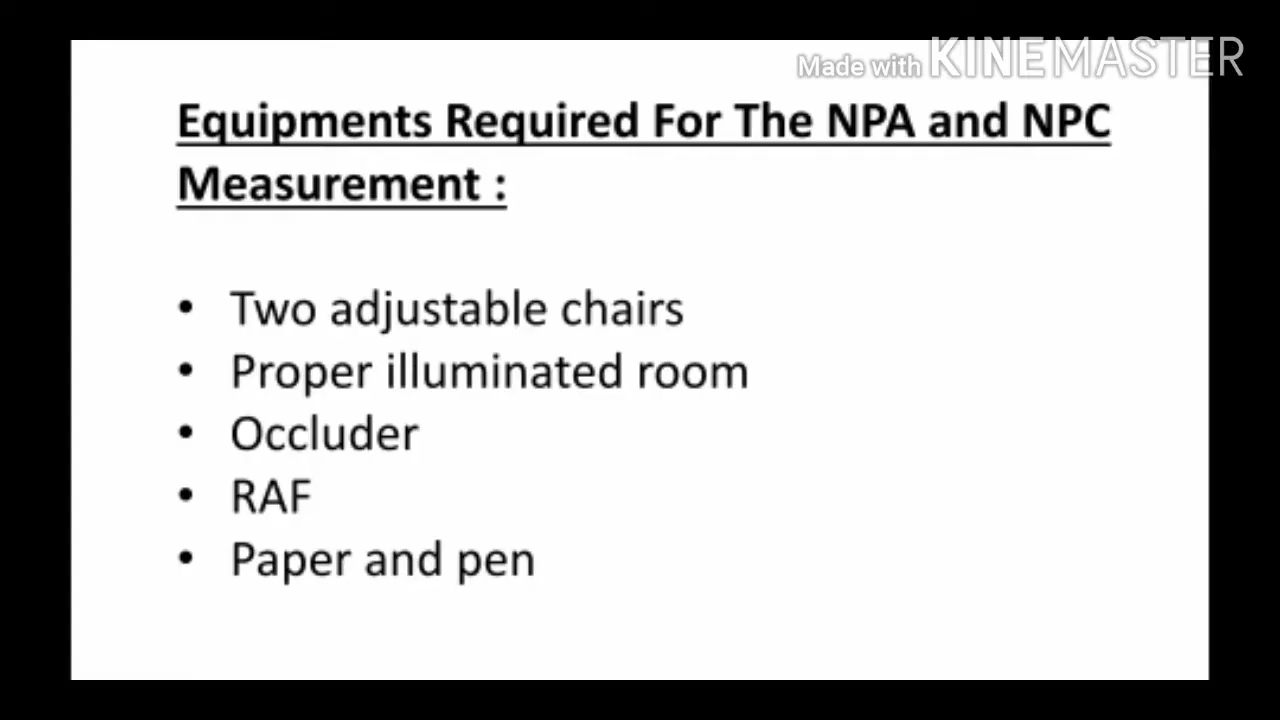 Made with KINEMASTER
Equipments Required For The NPA and NPC
Measurement :
• Two adjustable chairs
• Proper illuminated room
• Occluder
• RAF
• Paper and pen